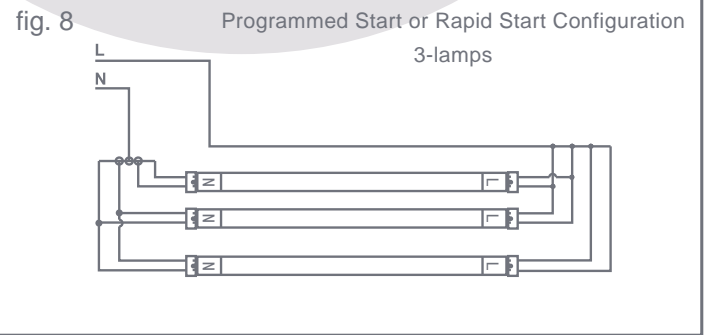 fig. 8
Programmed Start or Rapid Start Configuration
3-lamps
L
N
N L
N L
N L